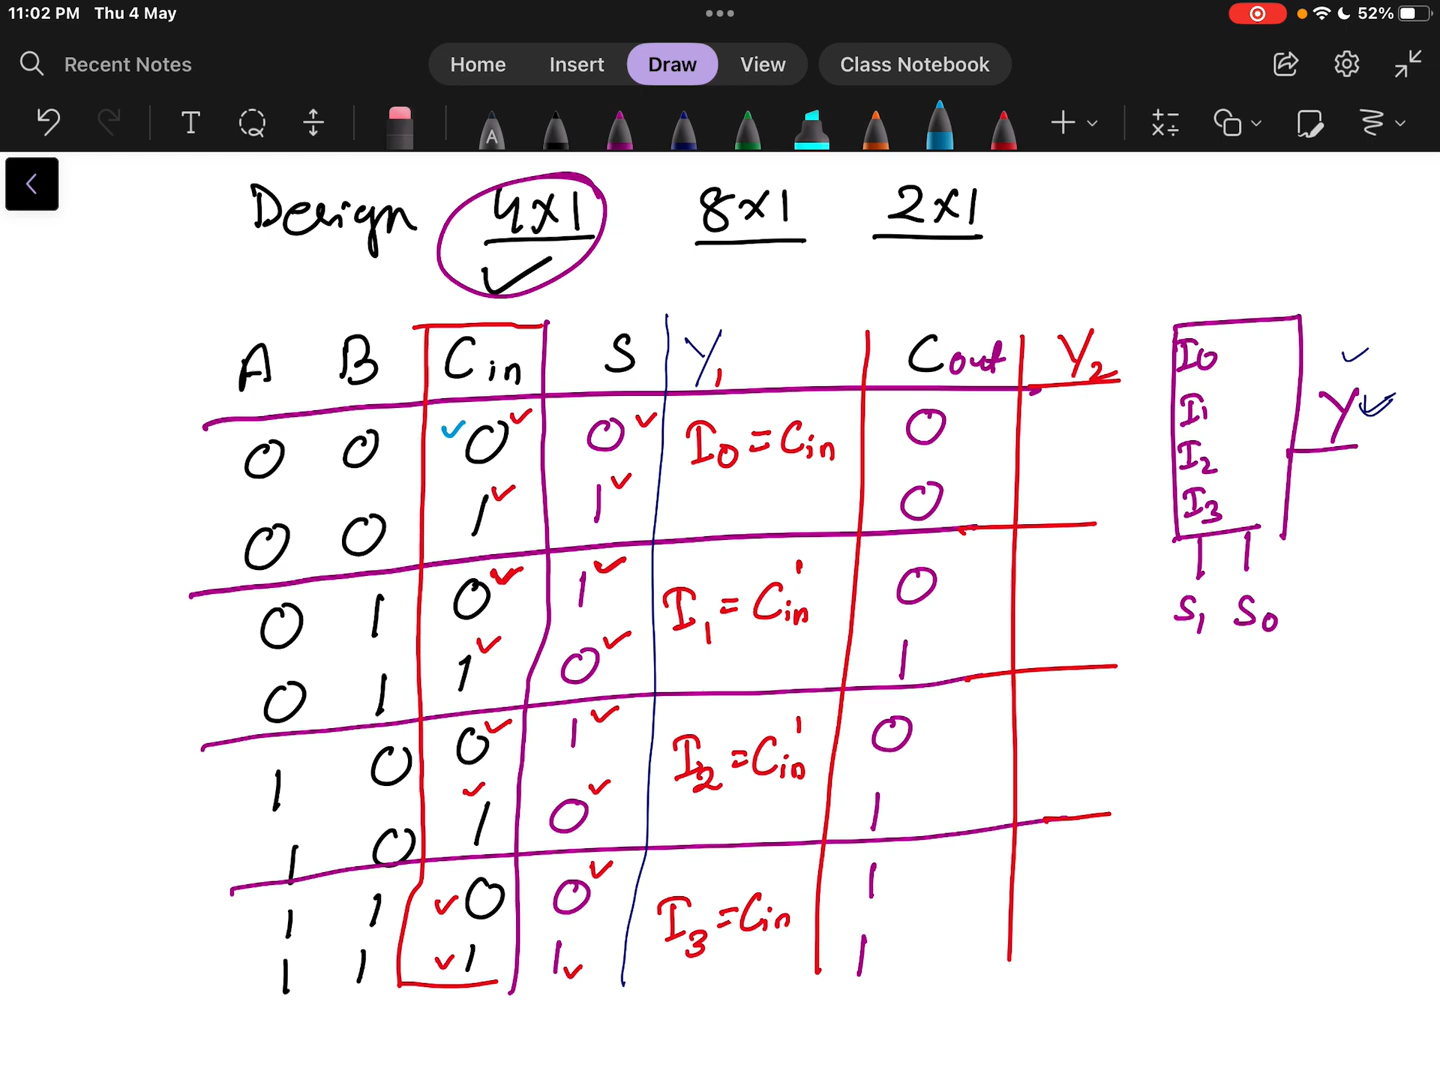 11:02 PM Thu 4 May
52%
Recent Notes
Home Insert Draw View Class Notebook
T A
Design 4x1 8x1 2x1
A B Cin S Y1 Cout Y2
0 0 0 0 I0 = Cin 0
0 0 1 1 0
0 1 0 1 I1 = Cin' 0
0 1 1 0 1
1 0 0 1 I2 = Cin' 0
1 0 1 0 1
1 1 0 0 I3 = Cin 1
1 1 1 1 1
I0
I1
I2
I3
Y
S1 S0